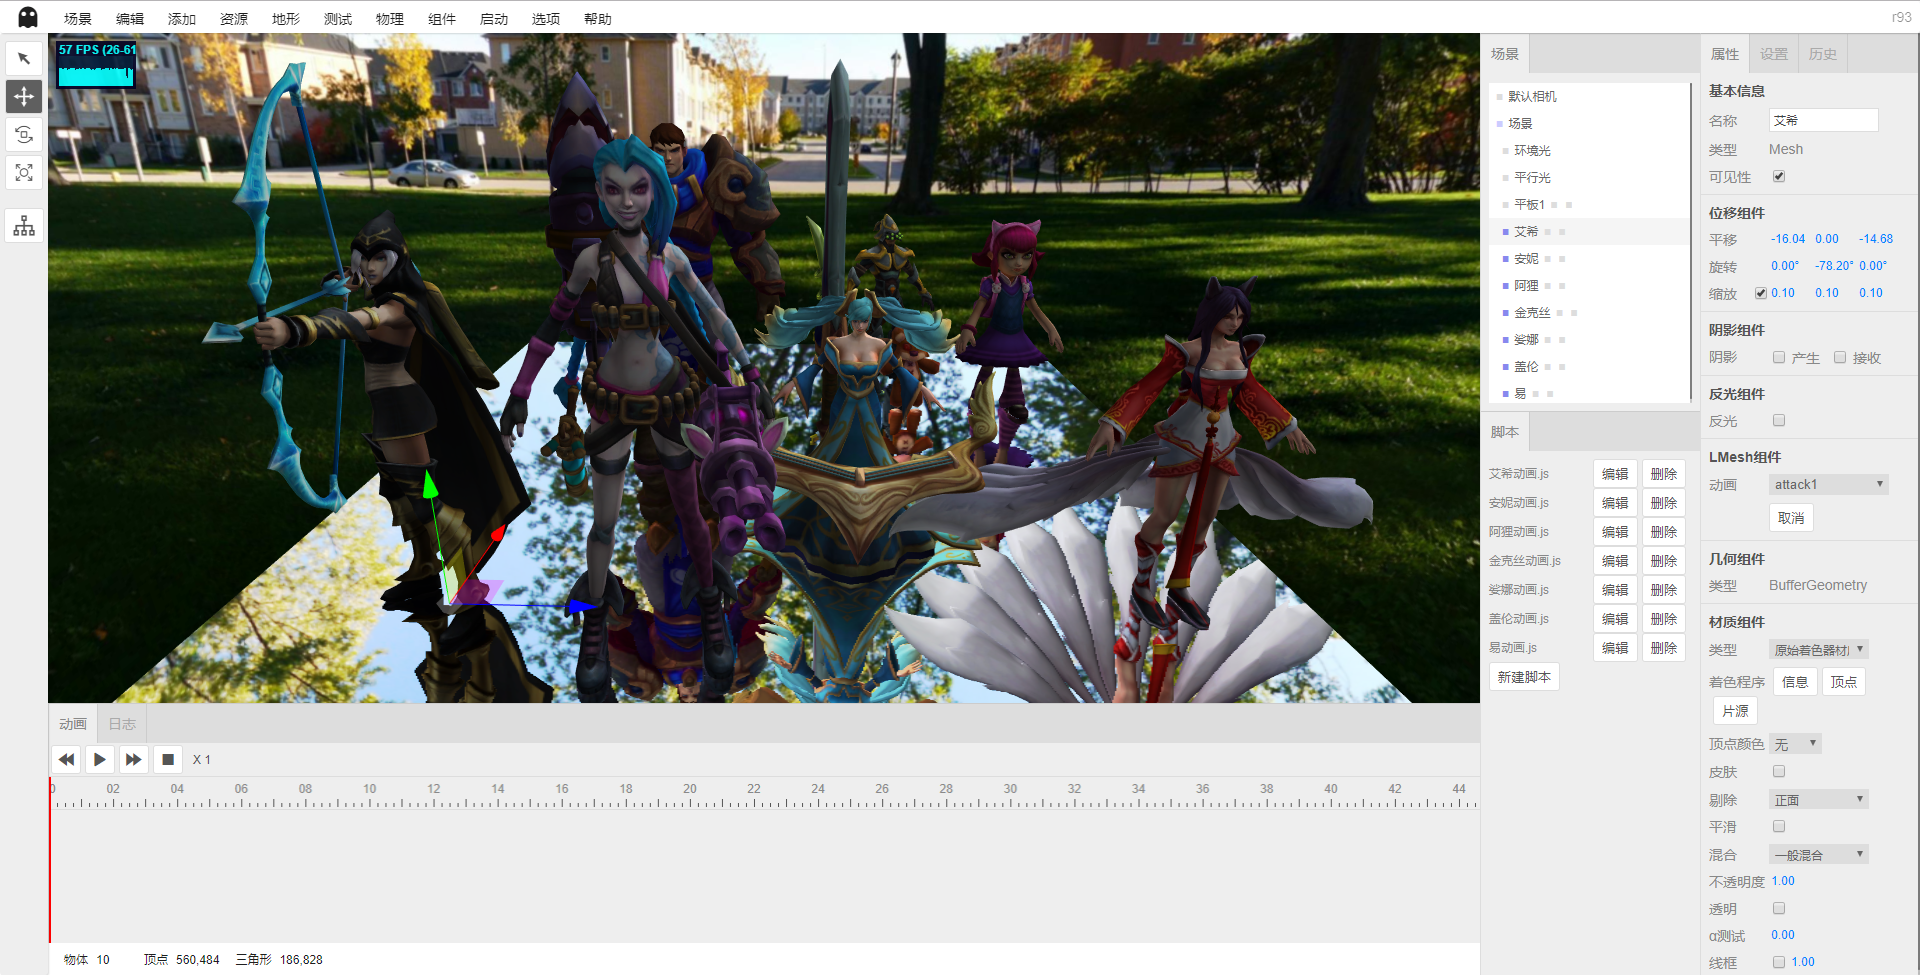 场景 编辑 添加 资源 地形 测试 物理 组件 启动 选项 帮助 r93
57 FPS (26-61
场景
默认相机
场景
环境光
平行光
平板1
艾希
安妮
阿狸
金克丝
娑娜
盖伦
易
脚本
艾希动画.js 编辑 删除
安妮动画.js 编辑 删除
阿狸动画.js 编辑 删除
金克丝动画.js 编辑 删除
娑娜动画.js 编辑 删除
盖伦动画.js 编辑 删除
易动画.js 编辑 删除
新建脚本
属性 设置 历史
基本信息
名称 艾希
类型 Mesh
可见性
位移组件
平移 -16.04 0.00 -14.68
旋转 0.00° -78.20° 0.00°
缩放 0.10 0.10 0.10
阴影组件
阴影 产生 接收
反光组件
反光
LMesh组件
动画 attack1
取消
几何组件
类型 BufferGeometry
材质组件
类型 原始着色器材
着色程序 信息 顶点
片源
顶点颜色 无
皮肤
剔除 正面
平滑
混合 一般混合
不透明度 1.00
透明
α测试 0.00
线框 1.00
动画 日志
X 1
0 02 04 06 08 10 12 14 16 18 20 22 24 26 28 30 32 34 36 38 40 42 44
物体 10 顶点 560,484 三角形 186,828